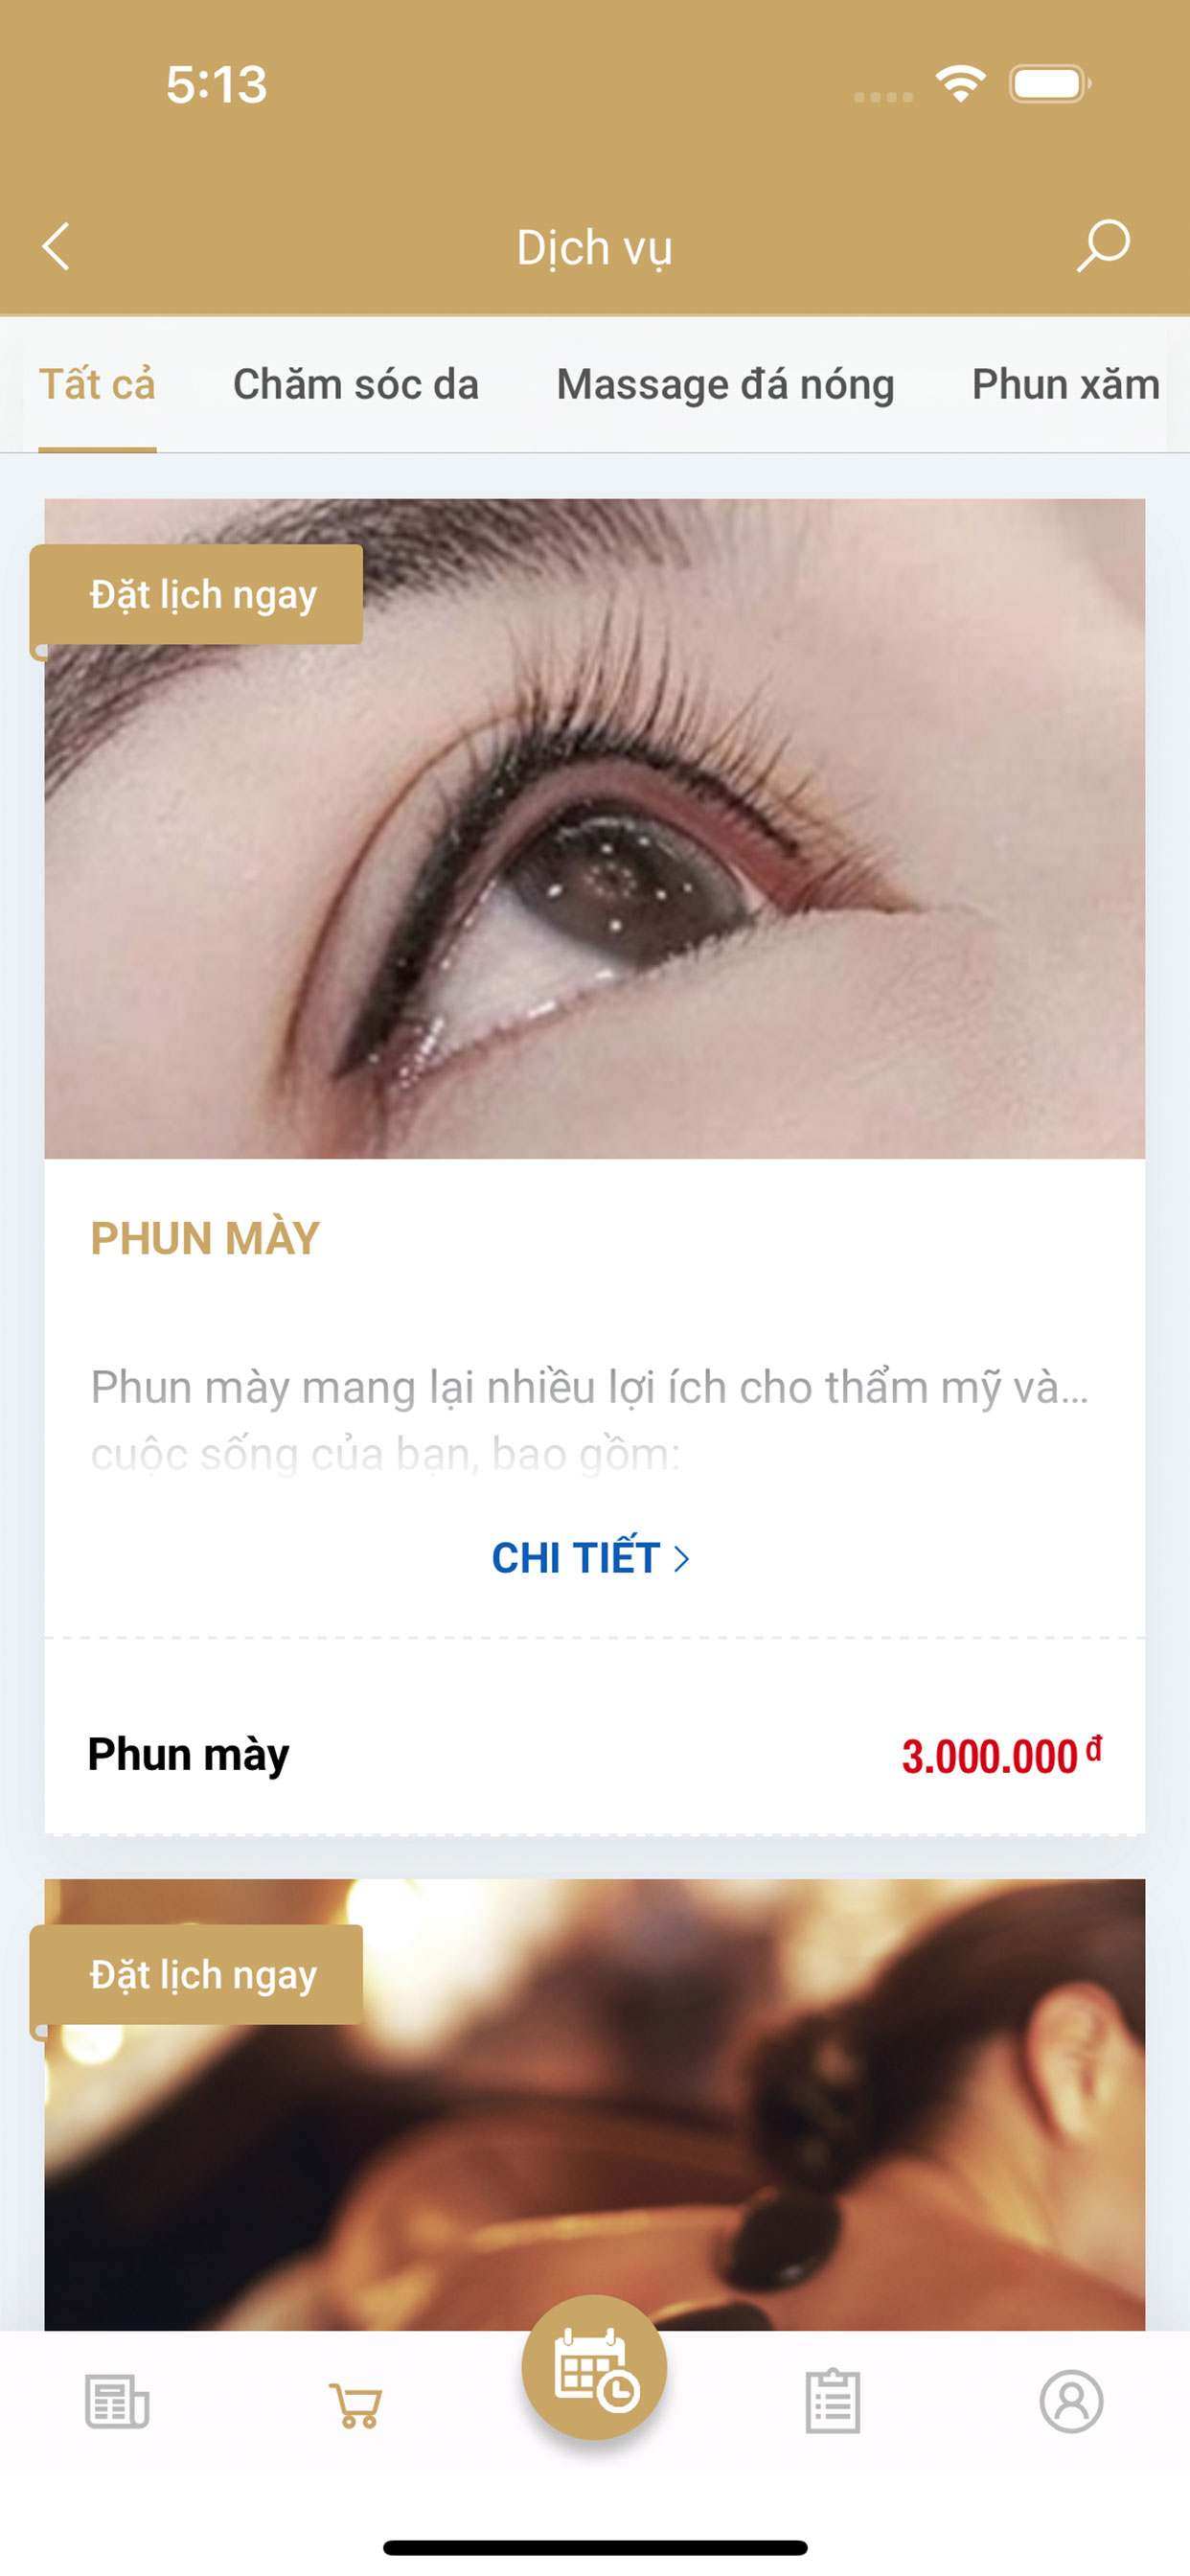 5:13
Dịch vụ
Tất cả Chăm sóc da Massage đá nóng Phun xăm
Đặt lịch ngay
PHUN MÀY
Phun mày mang lại nhiều lợi ích cho thẩm mỹ và...
cuộc sống của bạn, bao gồm:
CHI TIẾT
Phun mày 3.000.000 đ
Đặt lịch ngay